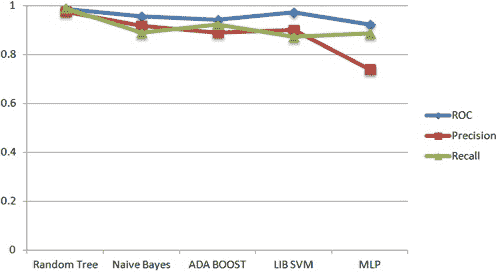 1
0.8
0.6
0.4
0.2
0
Random Tree Naive Bayes ADA BOOST LIB SVM MLP
ROC
Precision
Recall